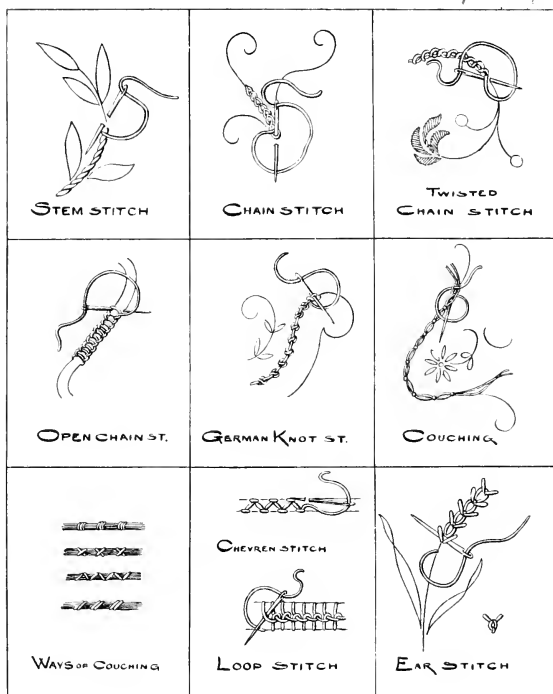 STEM STITCH
CHAIN STITCH
TWISTED
CHAIN STITCH
OPEN CHAIN ST.
GERMAN KNOT ST.
COUCHING
WAYS OF COUCHING
CHEVREN STITCH
LOOP STITCH
EAR STITCH